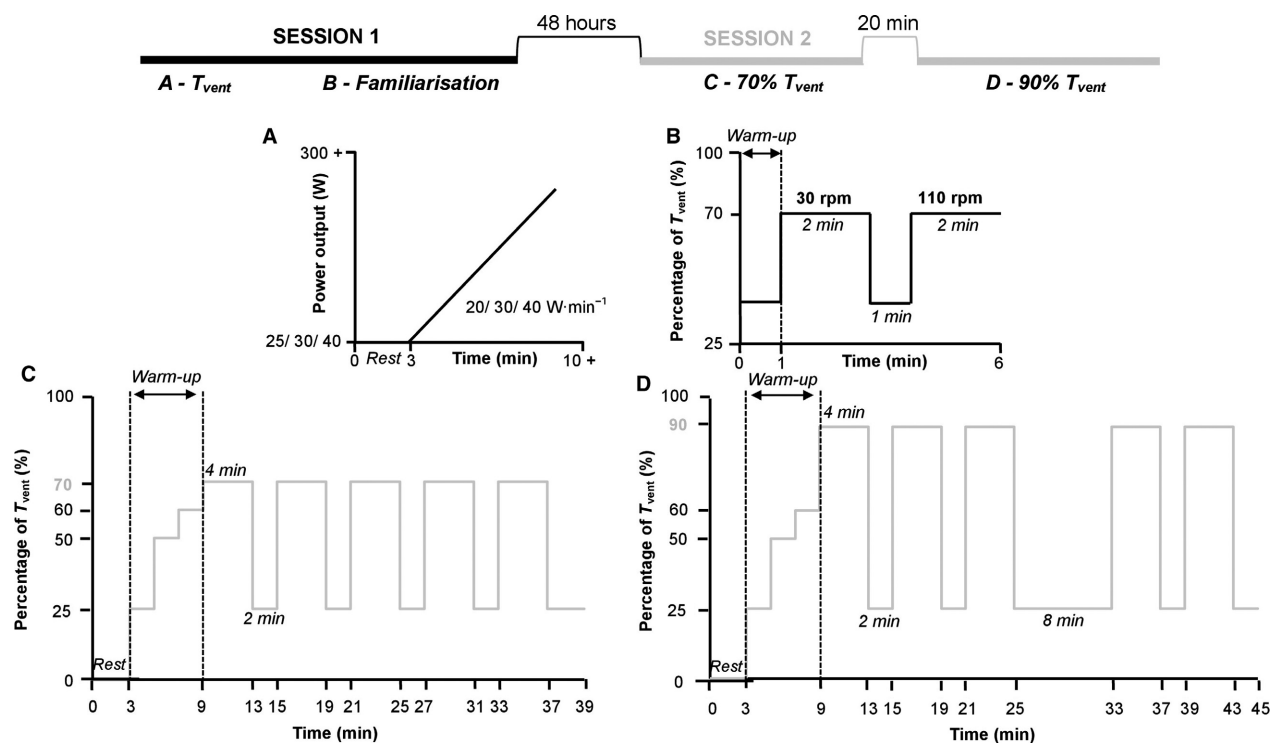 48 hours
20 min
SESSION 1
SESSION 2
A - Tvent
B - Familiarisation
C - 70% Tvent
D - 90% Tvent
A
300 +
Power output (W)
20/ 30/ 40 W·min⁻¹
25/ 30/ 40
0 Rest 3 Time (min) 10 +
B
Warm-up
100
Percentage of Tvent (%)
70
30 rpm
2 min
110 rpm
2 min
1 min
25
0 1 Time (min) 6
C
Warm-up
100
Percentage of Tvent (%)
4 min
70
60
50
25
2 min
Rest
0
0 3 9 13 15 19 21 25 27 31 33 37 39
Time (min)
D
Warm-up
100
4 min
90
Percentage of Tvent (%)
60
50
25
2 min
8 min
Rest
0
0 3 9 13 15 19 21 25 33 37 39 43 45
Time (min)